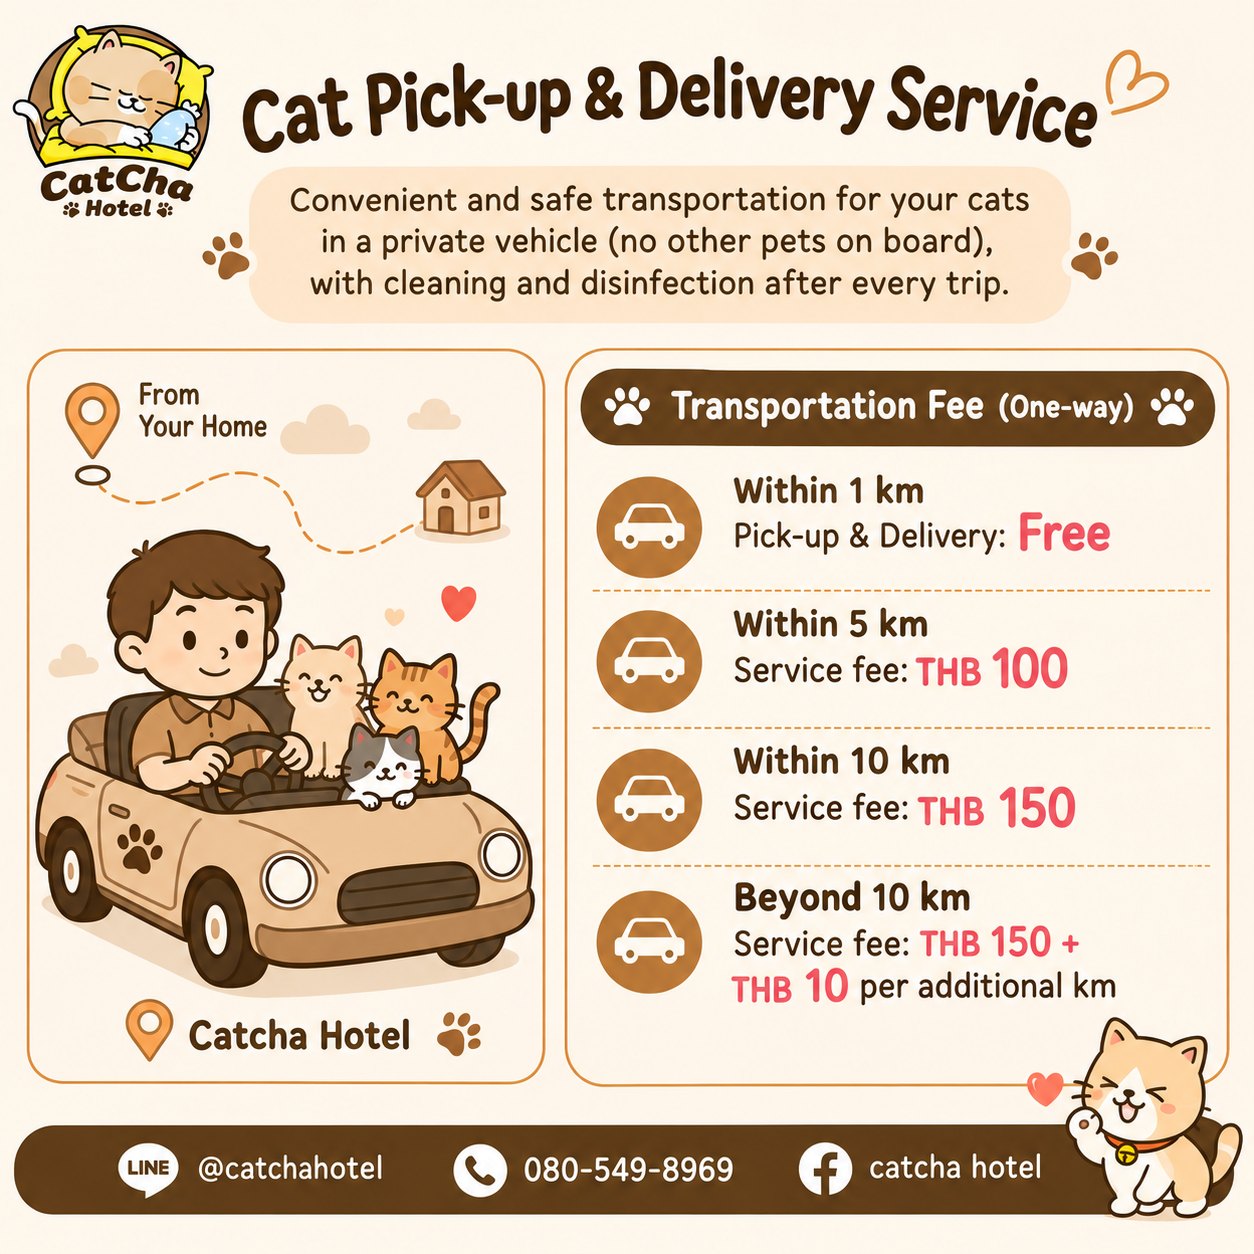 CatCha
Hotel
Cat Pick-up & Delivery Service
Convenient and safe transportation for your cats
in a private vehicle (no other pets on board),
with cleaning and disinfection after every trip.
From
Your Home
Catcha Hotel
Transportation Fee (One-way)
Within 1 km
Pick-up & Delivery: Free
Within 5 km
Service fee: THB 100
Within 10 km
Service fee: THB 150
Beyond 10 km
Service fee: THB 150 +
THB 10 per additional km
LINE @catchahotel
080-549-8969
catcha hotel